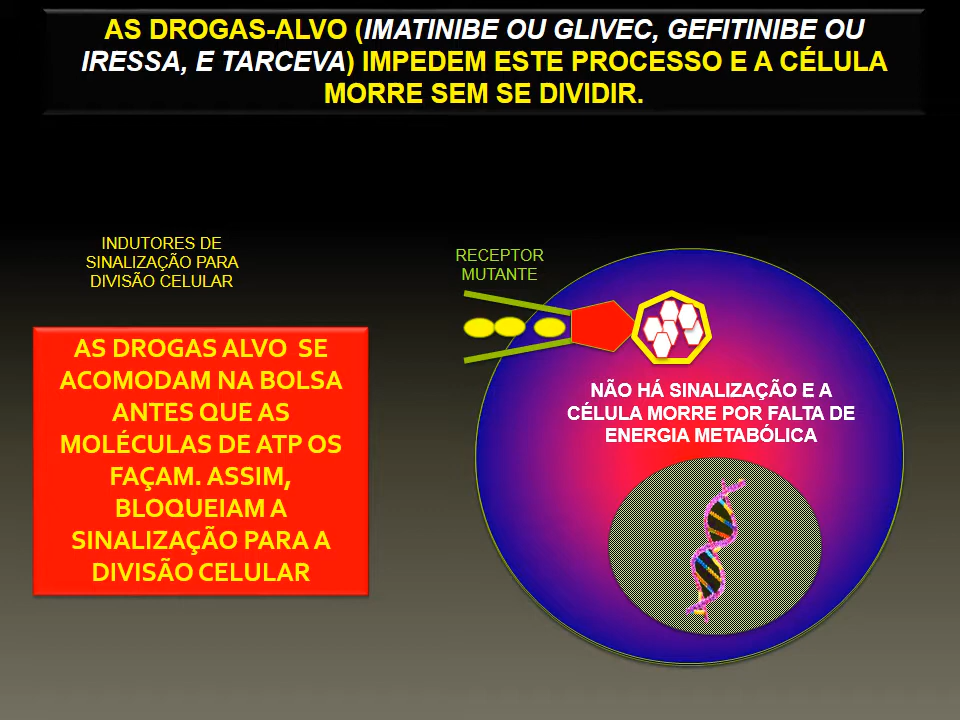 AS DROGAS-ALVO (IMATINIBE OU GLIVEC, GEFITINIBE OU
IRESSA, E TARCEVA) IMPEDEM ESTE PROCESSO E A CÉLULA
MORRE SEM SE DIVIDIR.
INDUTORES DE
SINALIZAÇÃO PARA
DIVISÃO CELULAR
RECEPTOR
MUTANTE
AS DROGAS ALVO SE
ACOMODAM NA BOLSA
ANTES QUE AS
MOLÉCULAS DE ATP OS
FAÇAM. ASSIM,
BLOQUEIAM A
SINALIZAÇÃO PARA A
DIVISÃO CELULAR
NÃO HÁ SINALIZAÇÃO E A
CÉLULA MORRE POR FALTA DE
ENERGIA METABÓLICA